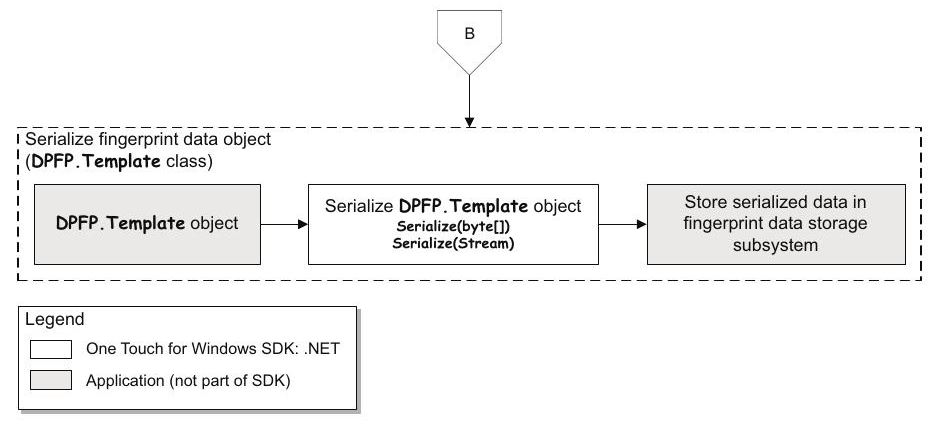 B
Serialize fingerprint data object
(DPFP.Template class)
DPFP.Template object
Serialize DPFP.Template object
Serialize(byte[])
Serialize(Stream)
Store serialized data in
fingerprint data storage
subsystem
Legend
One Touch for Windows SDK: .NET
Application (not part of SDK)